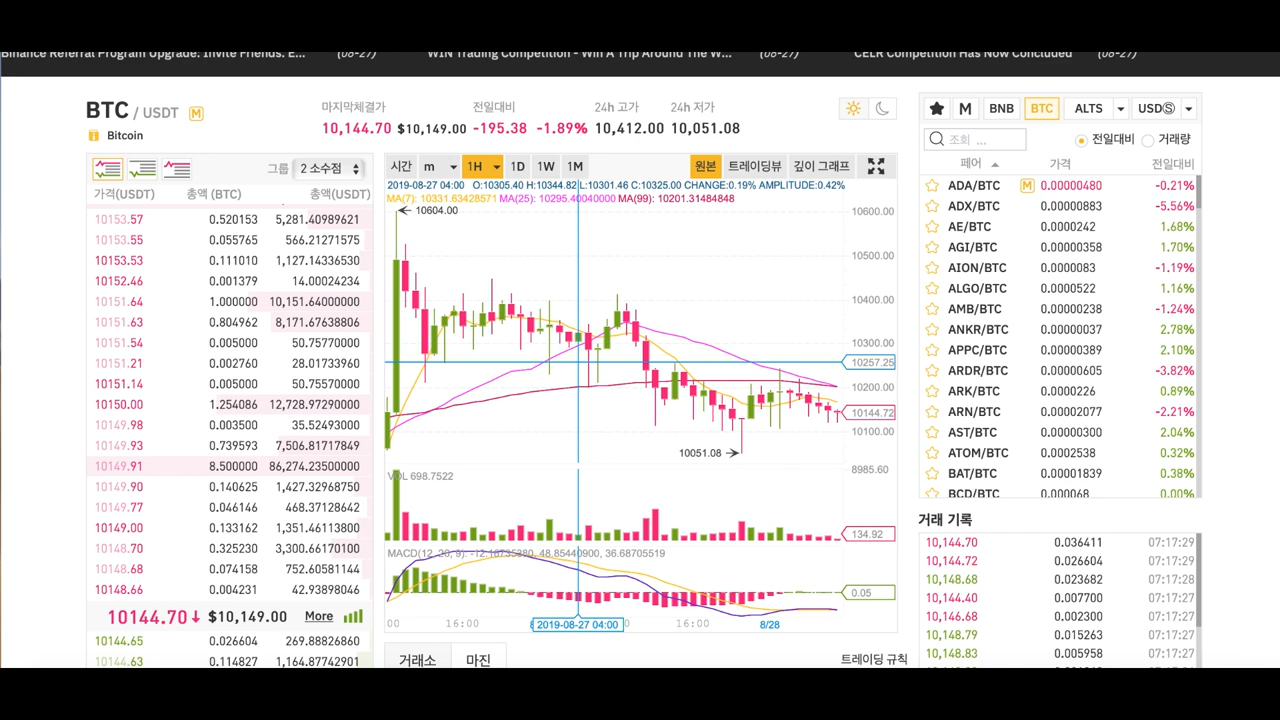 Binance Referral Program Upgrade: Invite Friends. E... (08-27) WIN Trading Competition - Win A Trip Around The W... (08-27) CELR Competition Has Now Concluded (08-27)
BTC / USDT M
Bitcoin
마지막체결가 전일대비 24h 고가 24h 저가
10,144.70 $10,149.00 -195.38 -1.89% 10,412.00 10,051.08
그룹 2 소수점
가격(USDT) 총액 (BTC) 총액(USDT)
10153.57 0.520153 5,281.40989621
10153.55 0.055765 566.21271575
10153.53 0.111010 1,127.14336530
10152.46 0.001379 14.00024234
10151.64 1.000000 10,151.64000000
10151.63 0.804962 8,171.67638806
10151.54 0.005000 50.75770000
10151.21 0.002760 28.01733960
10151.14 0.005000 50.75570000
10150.00 1.254086 12,728.97290000
10149.98 0.003500 35.52493000
10149.93 0.739593 7,506.81717849
10149.91 8.500000 86,274.23500000
10149.90 0.140625 1,427.32968750
10149.77 0.046146 468.37128642
10149.00 0.133162 1,351.46113800
10148.70 0.325230 3,300.66170100
10148.68 0.074158 752.60581144
10148.66 0.004231 42.93898046
10144.70 $10,149.00 More
10144.65 0.026604 269.88826860
10144.63 0.114827 1,164.87742901
시간 m 1H 1D 1W 1M 원본 트레이딩뷰 깊이 그래프
2019-08-27 04:00 O:10305.40 H:10344.82 L:10301.46 C:10325.00 CHANGE:0.19% AMPLITUDE:0.42%
MA(7): 10331.63428571 MA(25): 10295.40040000 MA(99): 10201.31484848
10604.00
10600.00
10500.00
10400.00
10300.00
10257.25
10200.00
10144.72
10100.00
10051.08
8985.60
VOL 698.7522
134.92
MACD(12, 26, 9): -12.16735380, 48.85440900, 36.68705519
0.05
00 16:00 2019-08-27 04:00 16:00 8/28
거래소 마진 트레이딩 규칙
M BNB BTC ALTS USDⓈ
조회 ... 전일대비 거래량
페어 가격 전일대비
ADA/BTC M 0.00000480 -0.21%
ADX/BTC 0.00000883 -5.56%
AE/BTC 0.0000242 1.68%
AGI/BTC 0.00000358 1.70%
AION/BTC 0.0000083 -1.19%
ALGO/BTC 0.0000522 1.16%
AMB/BTC 0.00000238 -1.24%
ANKR/BTC 0.00000037 2.78%
APPC/BTC 0.00000389 2.10%
ARDR/BTC 0.00000605 -3.82%
ARK/BTC 0.0000226 0.89%
ARN/BTC 0.00002077 -2.21%
AST/BTC 0.00000300 2.04%
ATOM/BTC 0.0002538 0.32%
BAT/BTC 0.00001839 0.38%
BCD/BTC 0.000068 0.00%
거래 기록
10,144.70 0.036411 07:17:29
10,144.72 0.026604 07:17:29
10,148.68 0.023682 07:17:28
10,144.40 0.007700 07:17:27
10,146.68 0.002300 07:17:27
10,148.79 0.015263 07:17:27
10,148.83 0.005958 07:17:27